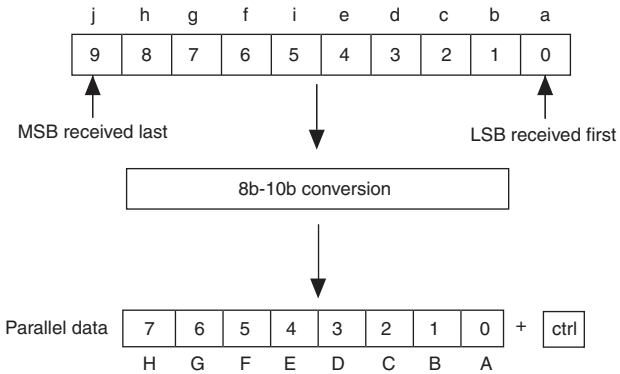 j h g f i e d c b a
9 8 7 6 5 4 3 2 1 0
MSB received last LSB received first
8b-10b conversion
Parallel data 7 6 5 4 3 2 1 0 + ctrl
H G F E D C B A